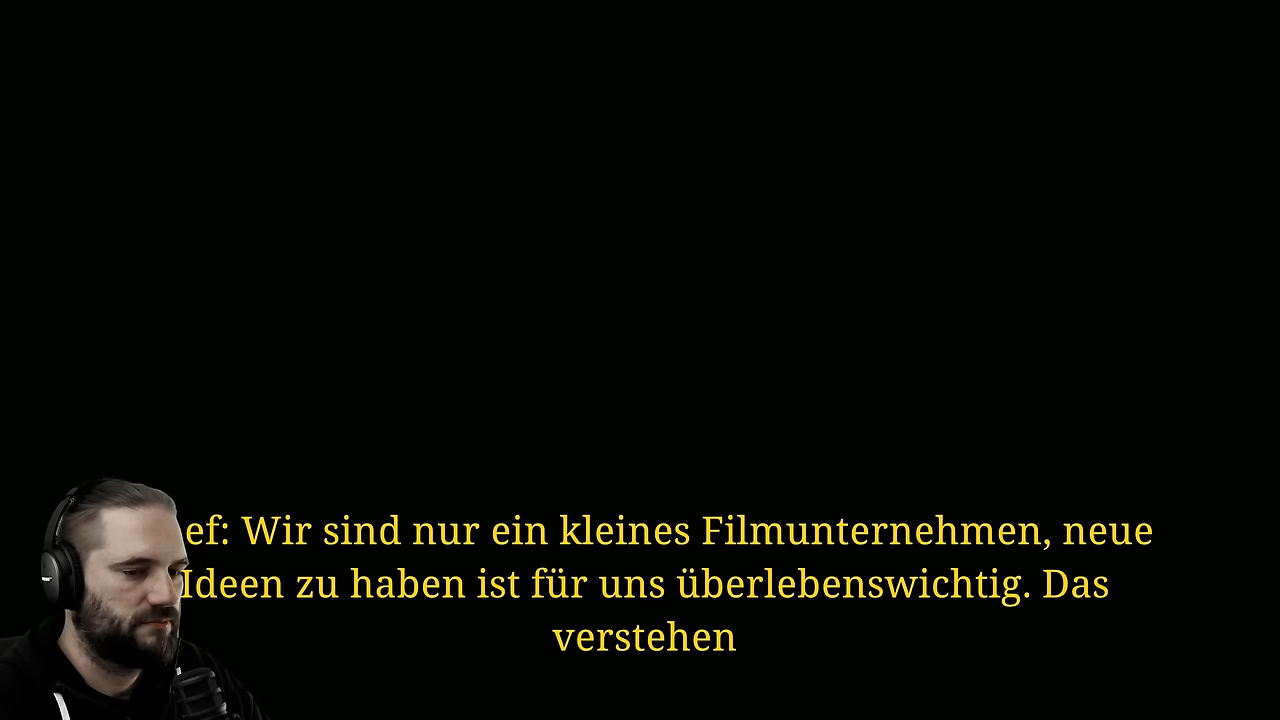 ef: Wir sind nur ein kleines Filmunternehmen, neue
Ideen zu haben ist für uns überlebenswichtig. Das
verstehen